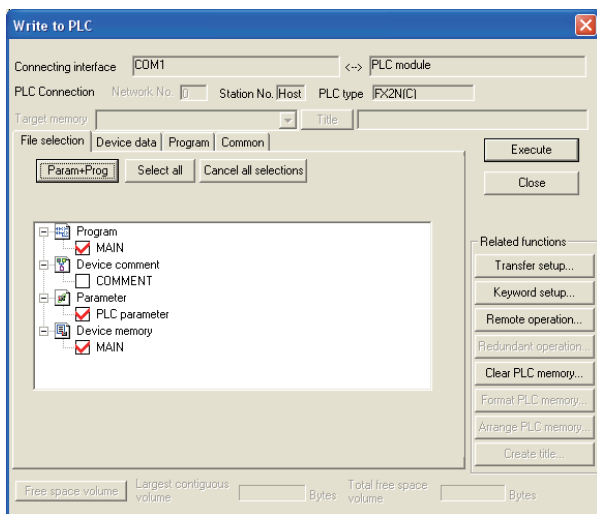 Write to PLC
Connecting interface COM1 <--> PLC module
PLC Connection Network No. 0 Station No. Host PLC type FX2N(C)
Target memory Title
File selection Device data Program Common
Execute
Param+Prog Select all Cancel all selections
Close
Program
MAIN
Device comment
COMMENT
Parameter
PLC parameter
Device memory
MAIN
Related functions
Transfer setup...
Keyword setup...
Remote operation...
Redundant operation...
Clear PLC memory...
Format PLC memory...
Arrange PLC memory...
Create title...
Free space volume Largest contiguous volume Bytes Total free space volume Bytes